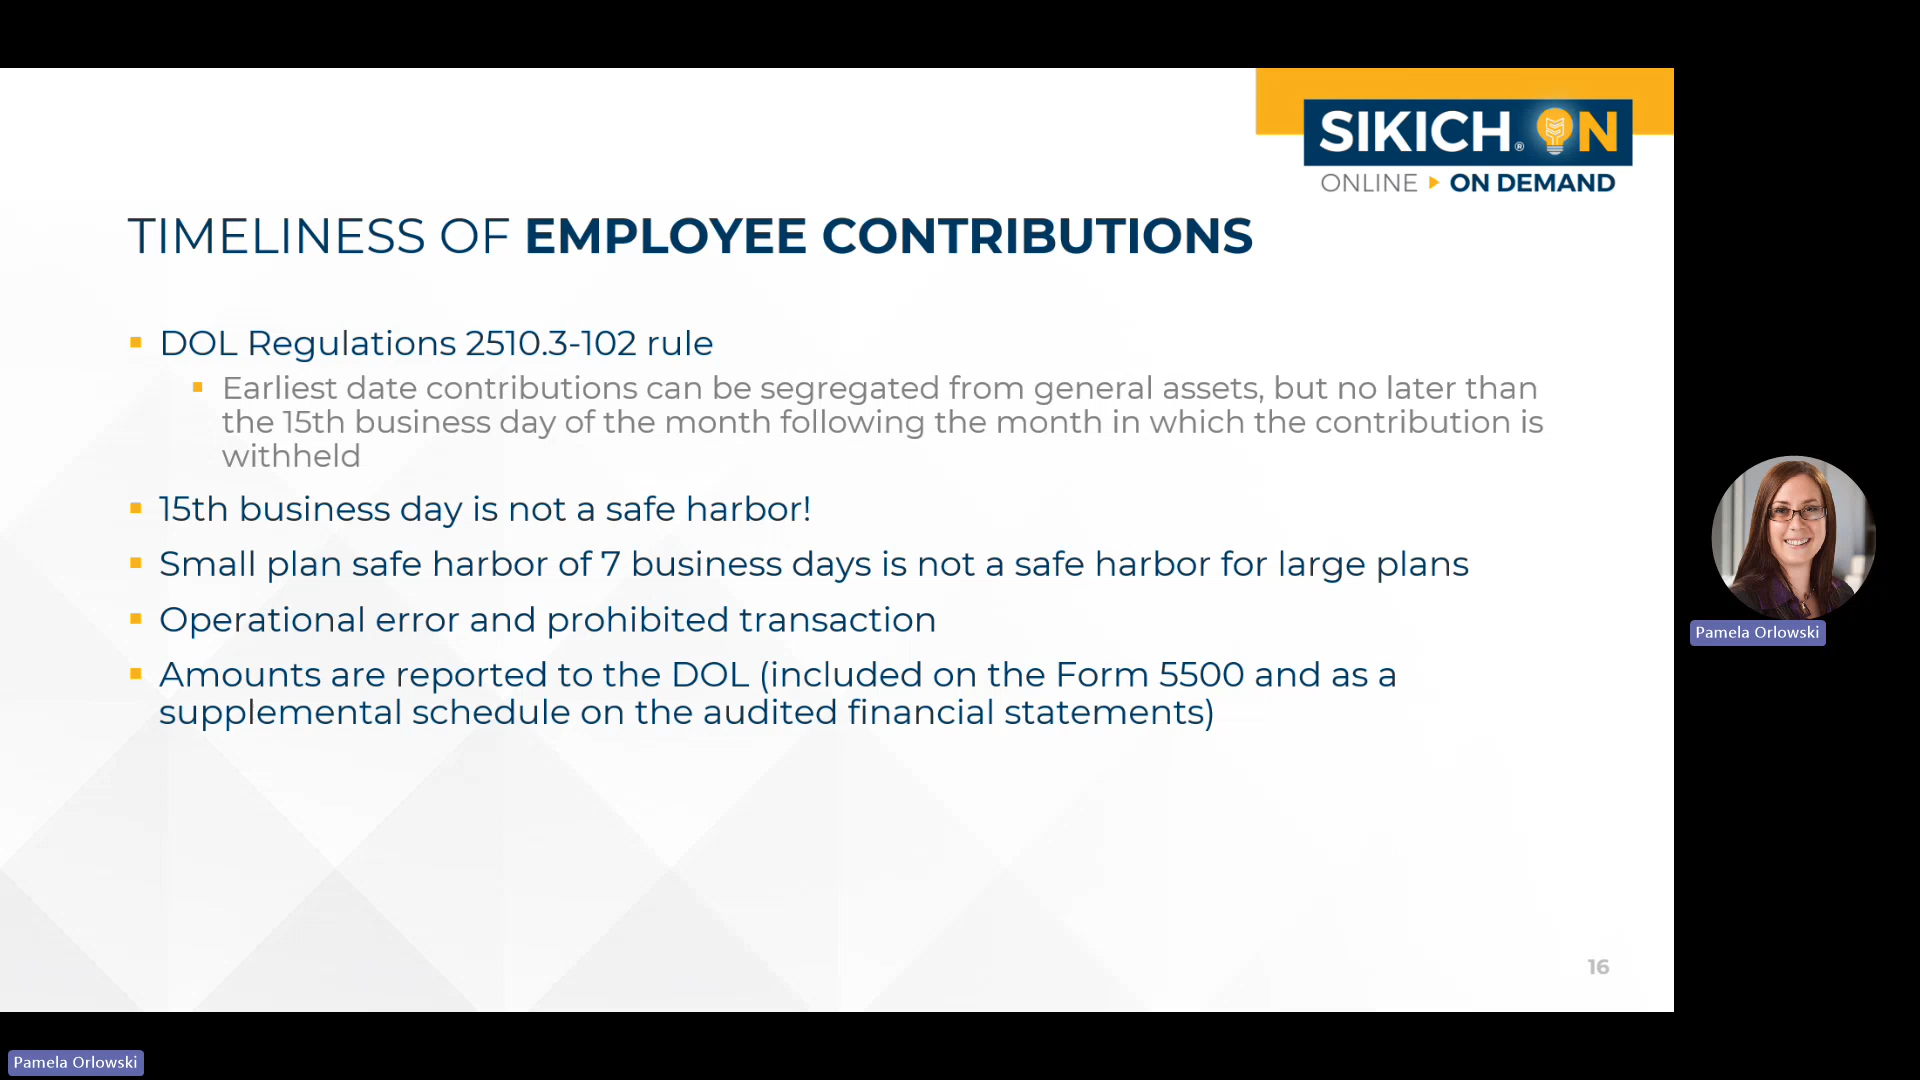 SIKICH® ON
ONLINE ▸ ON DEMAND
TIMELINESS OF EMPLOYEE CONTRIBUTIONS
▪ DOL Regulations 2510.3-102 rule
▪ Earliest date contributions can be segregated from general assets, but no later than
the 15th business day of the month following the month in which the contribution is
withheld
▪ 15th business day is not a safe harbor!
▪ Small plan safe harbor of 7 business days is not a safe harbor for large plans
▪ Operational error and prohibited transaction
▪ Amounts are reported to the DOL (included on the Form 5500 and as a
supplemental schedule on the audited financial statements)
16
Pamela Orlowski
Pamela Orlowski